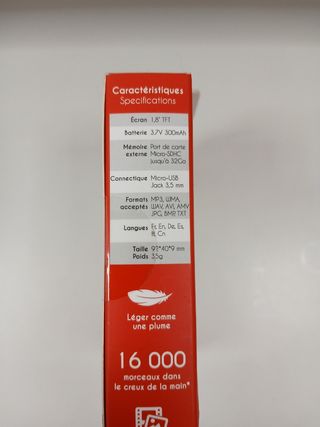 Caractéristiques
Specifications
Écran 1,8" TFT
Batterie 3.7V 300mAh
Mémoire externe Port de carte
Micro-SDHC
jusqu'à 32Go
Connectique Micro-USB
Jack 3,5 mm
Formats acceptés MP3, WMA,
WAV, AVI, AMV
JPG, BMP, TXT
Langues Fr, En, De, Es,
It, Cn
Taille 91*40*9 mm
Poids 35g
Léger comme
une plume
16 000
morceaux dans
le creux de la main*